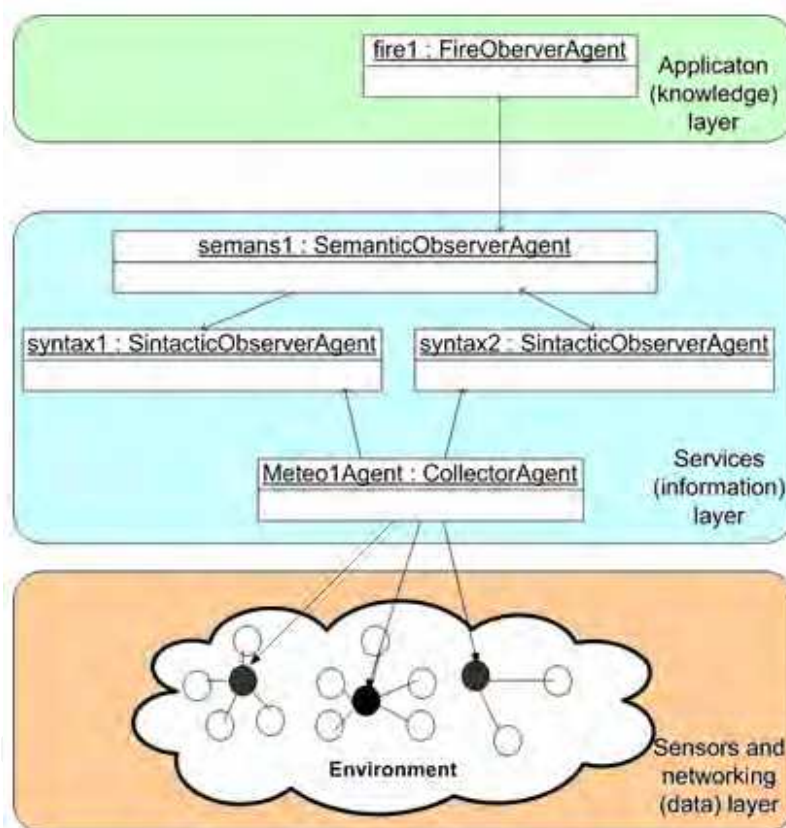 fire1 : FireOberverAgent
Applicaton
(knowledge)
layer
semans1 : SemanticObserverAgent
syntax1 : SintacticObserverAgent
syntax2 : SintacticObserverAgent
Meteo1Agent : CollectorAgent
Services
(information)
layer
Environment
Sensors and
networking
(data) layer